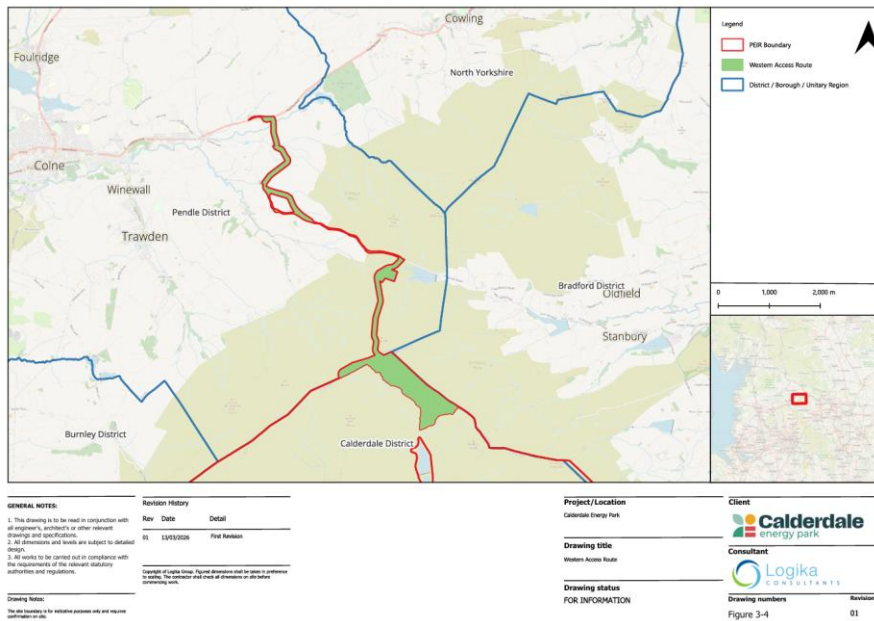 Cowling
Foulridge
North Yorkshire
Colne
Winewall
Pendle District
Trawden
Bradford District
Oldfield
Stanbury
Burnley District
Calderdale District
Legend
PEIR Boundary
Western Access Route
District / Borough / Unitary Region
0 1,000 2,000 m
GENERAL NOTES:
1. This drawing is to be read in conjunction with
all engineer's, architect's or other relevant
drawings and specifications.
2. All dimensions and levels are subject to detailed
design.
3. All works to be carried out in compliance with
the requirements of the relevant statutory
authorities and regulations.
Drawing Notes:
The site boundary is for indicative purposes only and requires
confirmation on site.
Revision History
Rev Date Detail
01 13/03/2026 First Revision
Copyright of Logika Group. Figured dimensions shall be taken in preference
to scaling. The contractor shall check all dimensions on site before
commencing work.
Project/Location
Calderdale Energy Park
Drawing title
Western Access Route
Drawing status
FOR INFORMATION
Client
Calderdale
energy park
Consultant
Logika
CONSULTANTS
Drawing numbers Revision
Figure 3-4 01